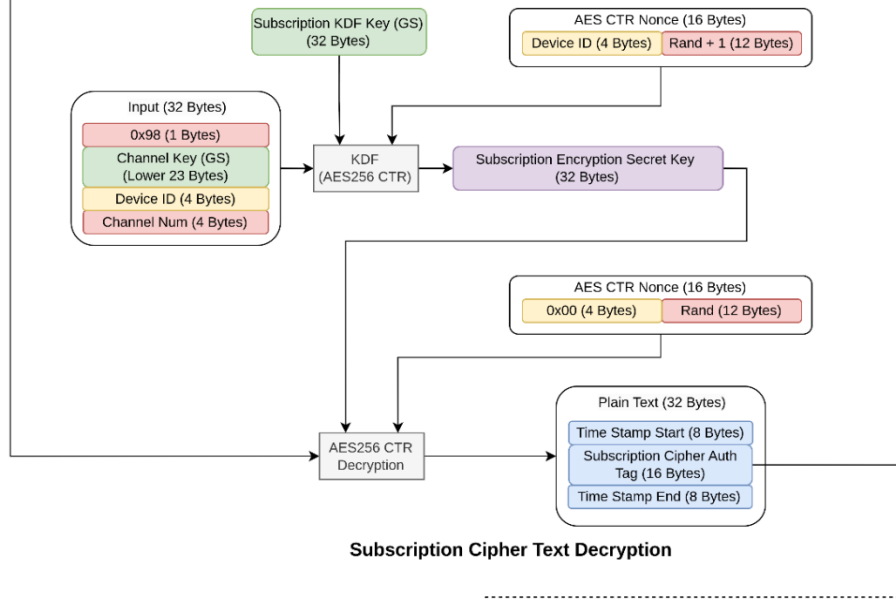 Subscription KDF Key (GS)
(32 Bytes)
AES CTR Nonce (16 Bytes)
Device ID (4 Bytes)
Rand + 1 (12 Bytes)
Input (32 Bytes)
0x98 (1 Bytes)
Channel Key (GS)
(Lower 23 Bytes)
Device ID (4 Bytes)
Channel Num (4 Bytes)
KDF
(AES256 CTR)
Subscription Encryption Secret Key
(32 Bytes)
AES CTR Nonce (16 Bytes)
0x00 (4 Bytes)
Rand (12 Bytes)
AES256 CTR
Decryption
Plain Text (32 Bytes)
Time Stamp Start (8 Bytes)
Subscription Cipher Auth
Tag (16 Bytes)
Time Stamp End (8 Bytes)
Subscription Cipher Text Decryption